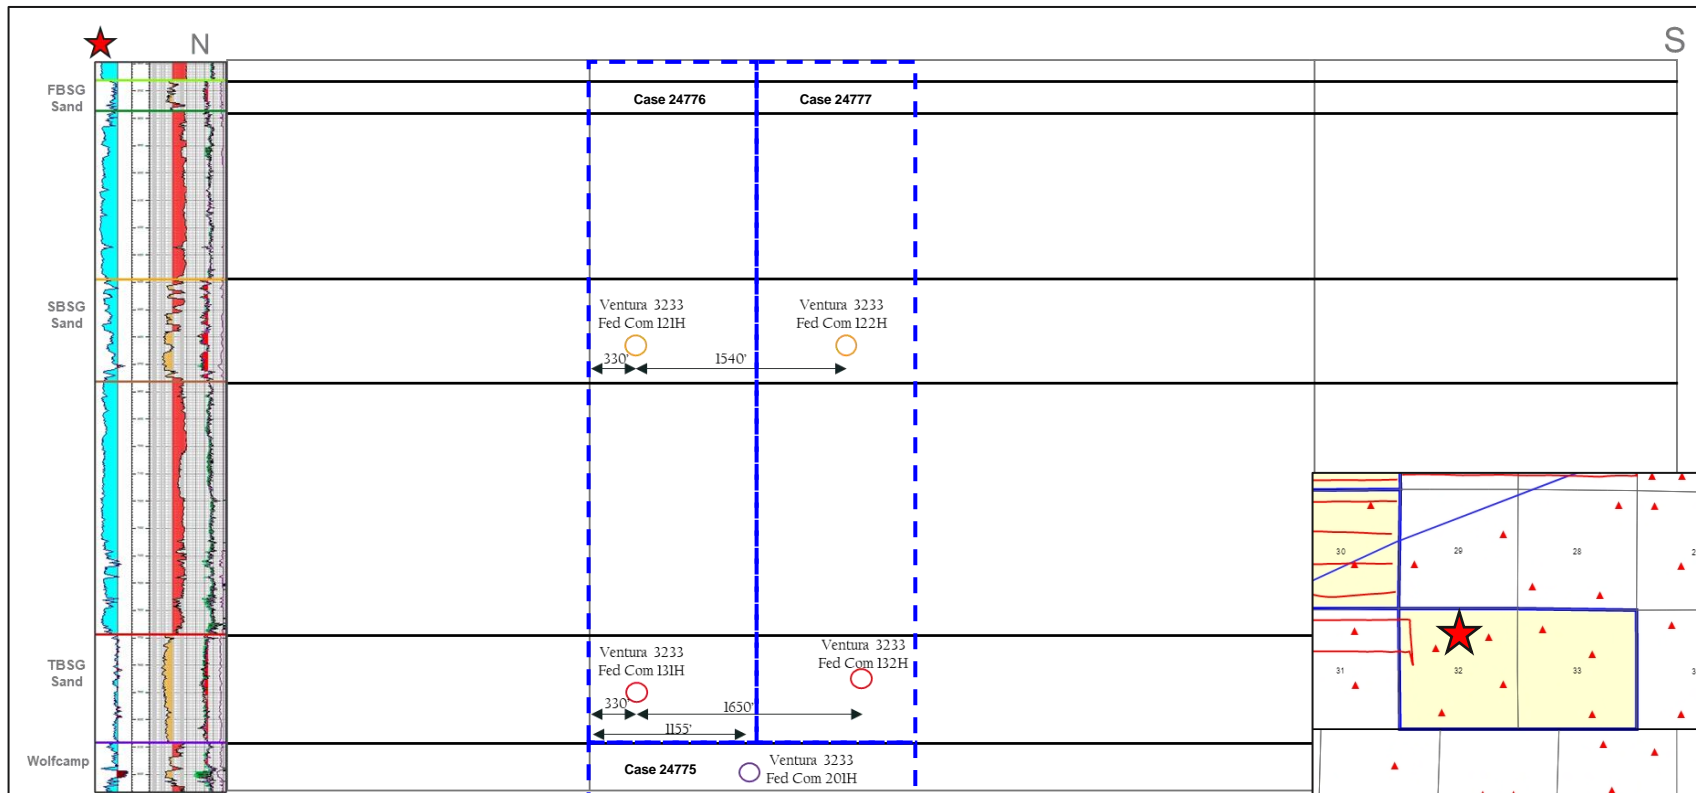 N
S
FBSG
Sand
Case 24776
Case 24777
SBSG
Sand
Ventura 3233
Fed Com 121H
Ventura 3233
Fed Com 122H
330'
1540'
TBSG
Sand
Ventura 3233
Fed Com 131H
Ventura 3233
Fed Com 132H
330'
1650'
1155'
Wolfcamp
Case 24775
Ventura 3233
Fed Com 201H
30
29
28
31
32
33